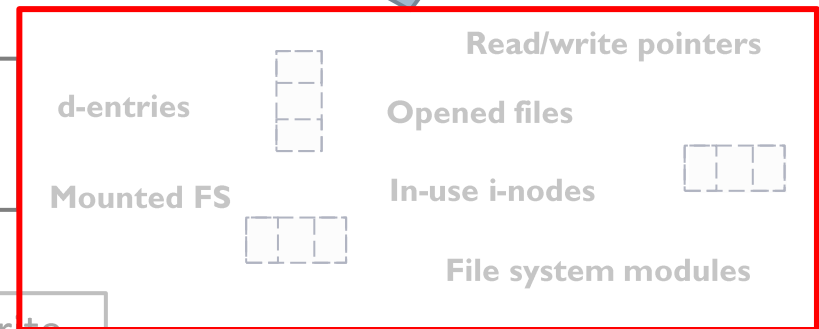 Read/write pointers
d-entries
Opened files
Mounted FS
In-use i-nodes
File system modules